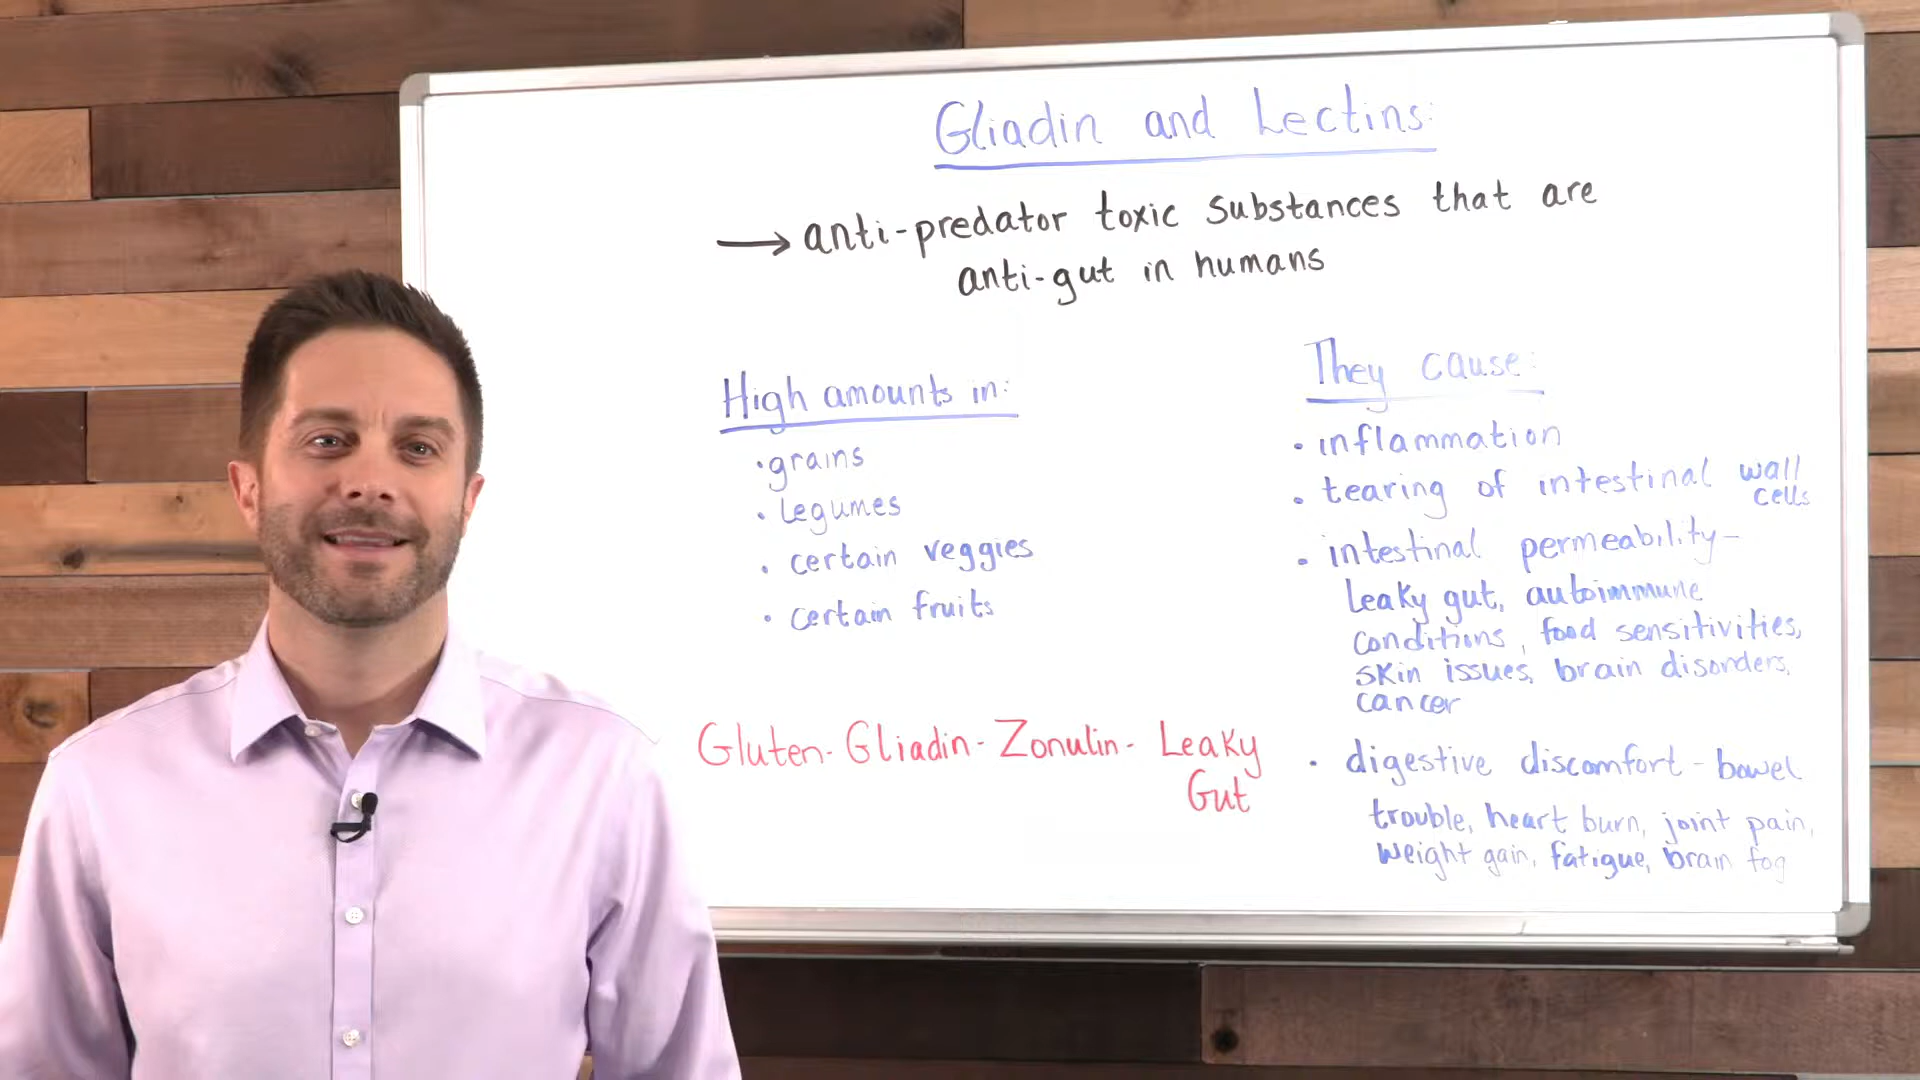 Gliadin and Lectins:
→ anti-predator toxic substances that are
anti-gut in humans
High amounts in:
• grains
• legumes
• certain veggies
• certain fruits
Gluten - Gliadin - Zonulin - Leaky
Gut
They cause:
• inflammation
• tearing of intestinal wall
cells
• intestinal permeability -
leaky gut, autoimmune
conditions, food sensitivities,
skin issues, brain disorders,
cancer
• digestive discomfort - bowel
trouble, heart burn, joint pain,
weight gain, fatigue, brain fog